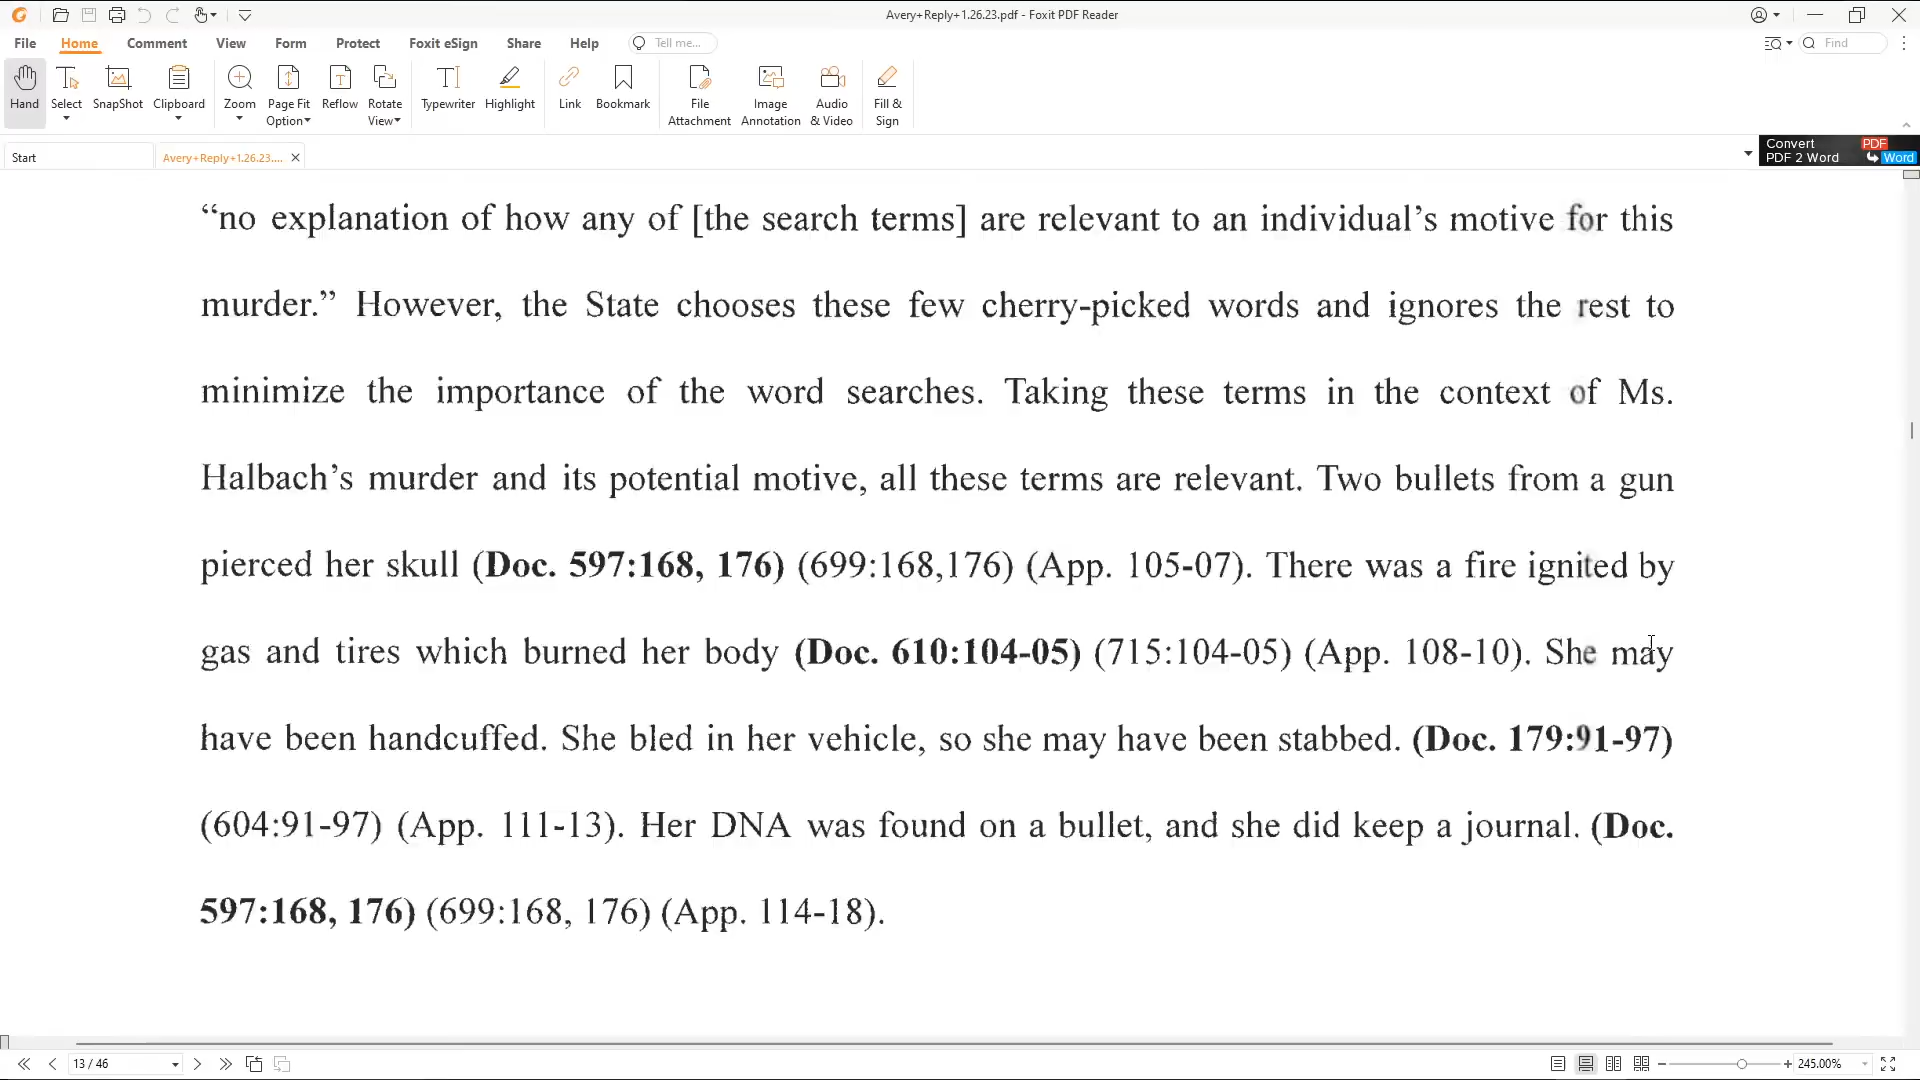 Avery+Reply+1.26.23.pdf - Foxit PDF Reader
File Home Comment View Form Protect Foxit eSign Share Help Tell me... Find
Hand Select SnapShot Clipboard Zoom Page Fit Option Reflow Rotate View Typewriter Highlight Link Bookmark File Attachment Image Annotation Audio & Video Fill & Sign
Start Avery+Reply+1.26.23.... Convert PDF 2 Word PDF Word
“no explanation of how any of [the search terms] are relevant to an individual’s motive for this
murder.” However, the State chooses these few cherry-picked words and ignores the rest to
minimize the importance of the word searches. Taking these terms in the context of Ms.
Halbach’s murder and its potential motive, all these terms are relevant. Two bullets from a gun
pierced her skull (Doc. 597:168, 176) (699:168,176) (App. 105-07). There was a fire ignited by
gas and tires which burned her body (Doc. 610:104-05) (715:104-05) (App. 108-10). She may
have been handcuffed. She bled in her vehicle, so she may have been stabbed. (Doc. 179:91-97)
(604:91-97) (App. 111-13). Her DNA was found on a bullet, and she did keep a journal. (Doc.
597:168, 176) (699:168, 176) (App. 114-18).
13 / 46 245.00%